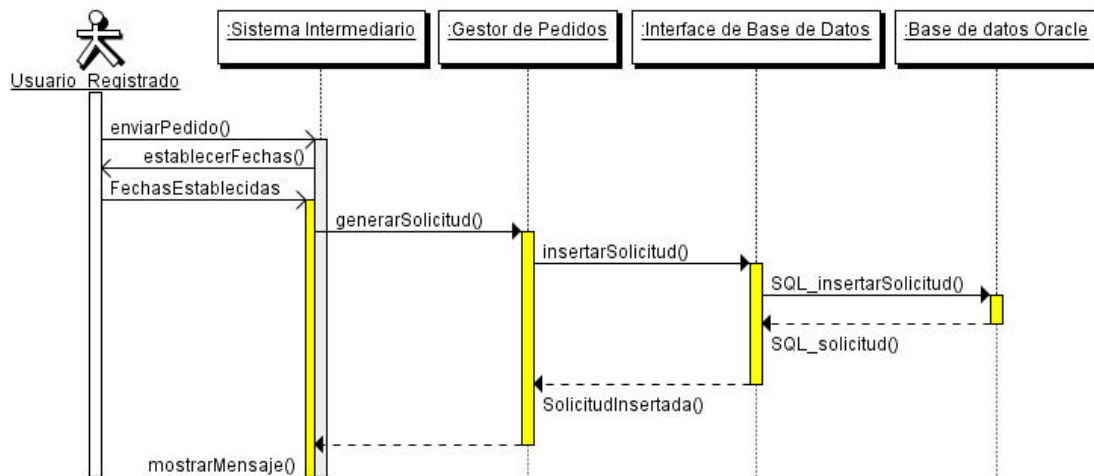 :Sistema Intermediario
:Gestor de Pedidos
:Interface de Base de Datos
:Base de datos Oracle
Usuario_Registrado
enviarPedido()
establecerFechas()
FechasEstablecidas
generarSolicitud()
insertarSolicitud()
SQL_insertarSolicitud()
SQL_solicitud()
SolicitudInsertada()
mostrarMensaje()